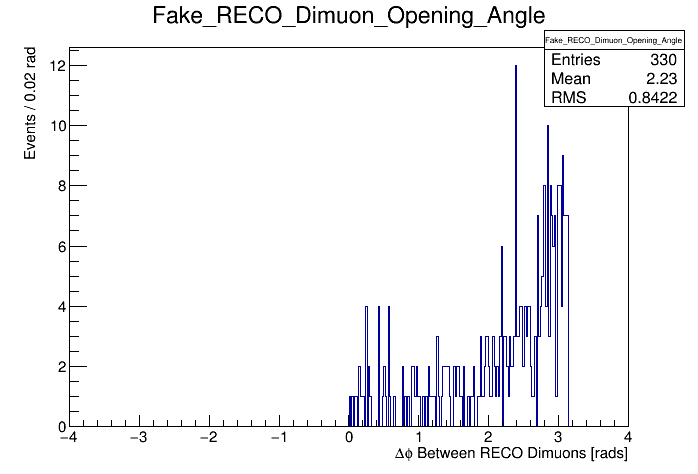 Fake_RECO_Dimuon_Opening_Angle
Fake_RECO_Dimuon_Opening_Angle
Entries 330
Mean 2.23
RMS 0.8422
Events / 0.02 rad
12
10
8
6
4
2
0
−4 −3 −2 −1 0 1 2 3 4
Δϕ Between RECO Dimuons [rads]